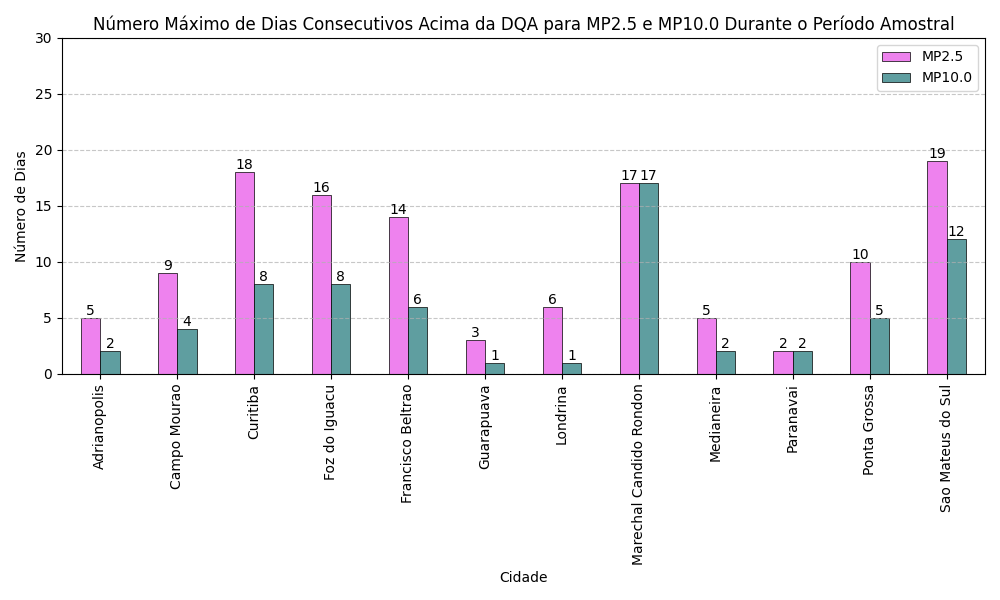 Número Máximo de Dias Consecutivos Acima da DQA para MP2.5 e MP10.0 Durante o Período Amostral
MP2.5
MP10.0
Número de Dias
30
25
20
15
10
5
0
5
2
9
4
18
8
16
8
14
6
3
1
6
1
17
17
5
2
2
2
10
5
19
12
Adrianopolis
Campo Mourao
Curitiba
Foz do Iguacu
Francisco Beltrao
Guarapuava
Londrina
Marechal Candido Rondon
Medianeira
Paranavai
Ponta Grossa
Sao Mateus do Sul
Cidade